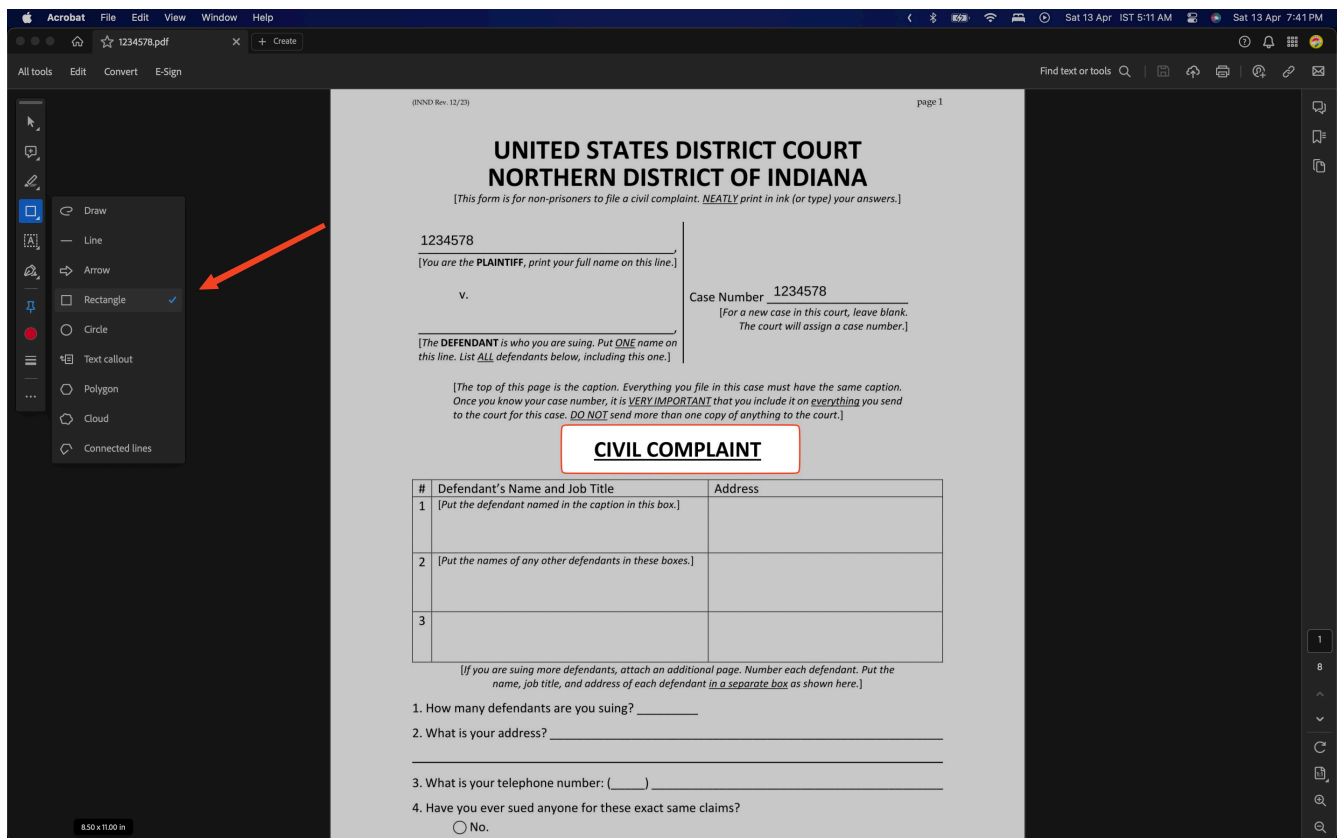 Acrobat File Edit View Window Help
Sat 13 Apr IST 5:11 AM
Sat 13 Apr 7:41 PM
1234578.pdf
+ Create
All tools Edit Convert E-Sign
Find text or tools
Draw
Line
Arrow
Rectangle
Circle
Text callout
Polygon
Cloud
Connected lines
(INND Rev. 12/23) page 1
UNITED STATES DISTRICT COURT
NORTHERN DISTRICT OF INDIANA
[This form is for non-prisoners to file a civil complaint. NEATLY print in ink (or type) your answers.]
1234578
[You are the PLAINTIFF, print your full name on this line.]
v.
Case Number 1234578
[For a new case in this court, leave blank.
The court will assign a case number.]
[The DEFENDANT is who you are suing. Put ONE name on
this line. List ALL defendants below, including this one.]
[The top of this page is the caption. Everything you file in this case must have the same caption.
Once you know your case number, it is VERY IMPORTANT that you include it on everything you send
to the court for this case. DO NOT send more than one copy of anything to the court.]
CIVIL COMPLAINT
# Defendant's Name and Job Title Address
1 [Put the defendant named in the caption in this box.]
2 [Put the names of any other defendants in these boxes.]
3
[If you are suing more defendants, attach an additional page. Number each defendant. Put the
name, job title, and address of each defendant in a separate box as shown here.]
1. How many defendants are you suing? _________
2. What is your address? _________
3. What is your telephone number: (_____) _________
4. Have you ever sued anyone for these exact same claims?
No.
1
8
8.50 x 11.00 in